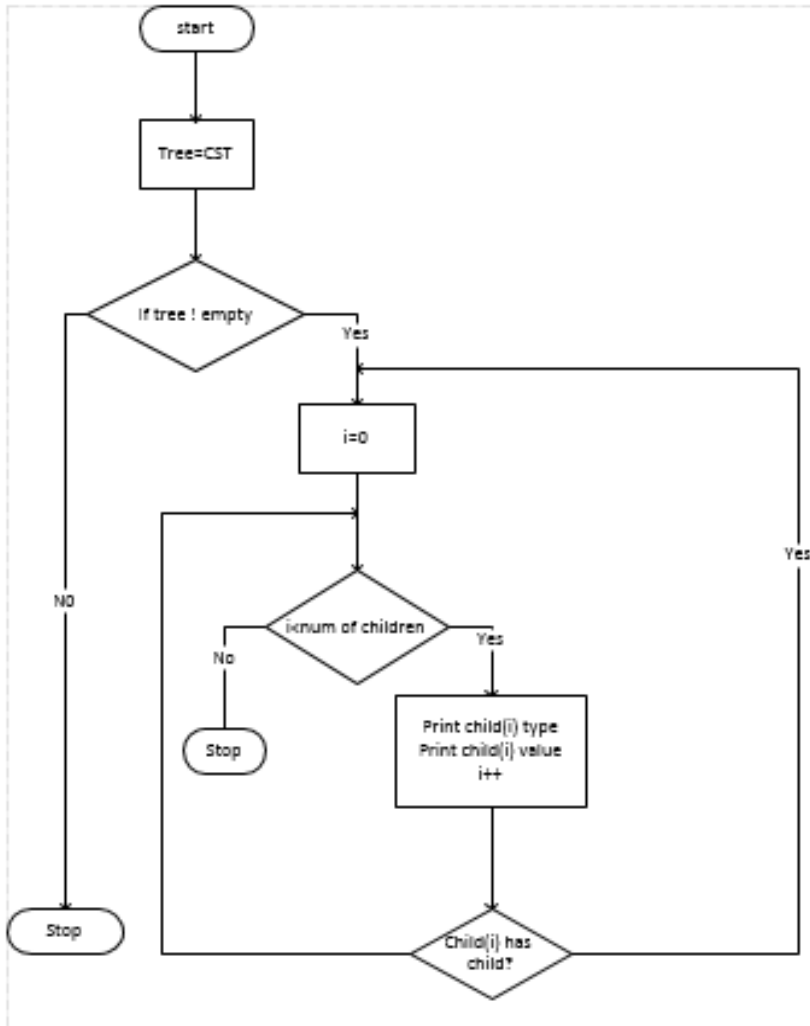 start
Tree=CST
If tree ! empty
Yes
i=0
Yes
N0
i<num of children
Yes
No
Print child(i) type
Print child(i) value
i++
Stop
Stop
Child(i) has
child?